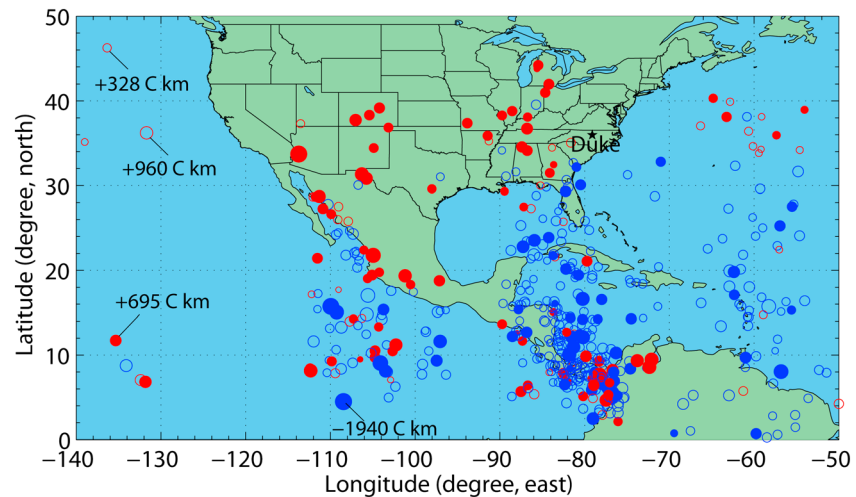 50
40
30
20
10
0
Latitude (degree, north)
+328 C km
+960 C km
Duke
+695 C km
−1940 C km
−140 −130 −120 −110 −100 −90 −80 −70 −60 −50
Longitude (degree, east)